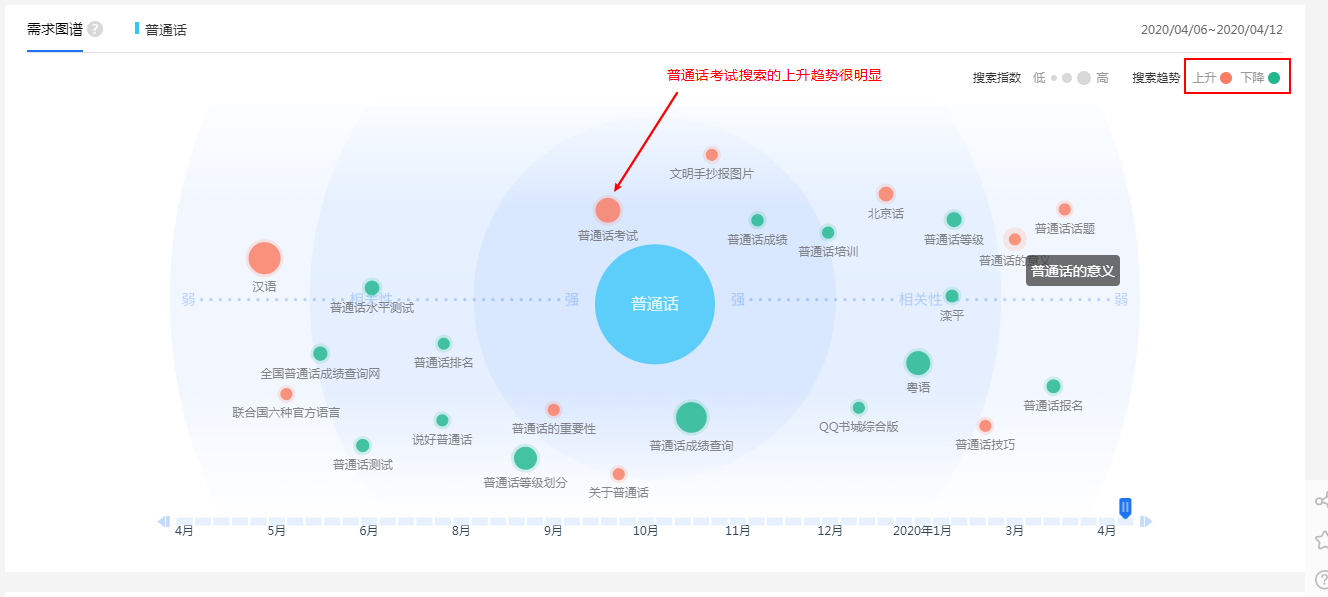 需求图谱 ? 普通话 2020/04/06~2020/04/12
普通话考试搜索的上升趋势很明显
搜索指数 低 高 搜索趋势 上升 下降
文明手抄报图片
北京话
普通话考试
普通话成绩
普通话培训
普通话等级
普通话话题
普通话的意义
普通话的意义
汉语
弱 相关性 强 普通话 强 相关性 弱
普通话水平测试
滦平
普通话排名
全国普通话成绩查询网
粤语
联合国六种官方语言
普通话报名
普通话的重要性
QQ书城综合版
说好普通话
普通话成绩查询
普通话技巧
普通话测试
普通话等级划分
关于普通话
4月 5月 6月 8月 9月 10月 11月 12月 2020年1月 3月 4月
?